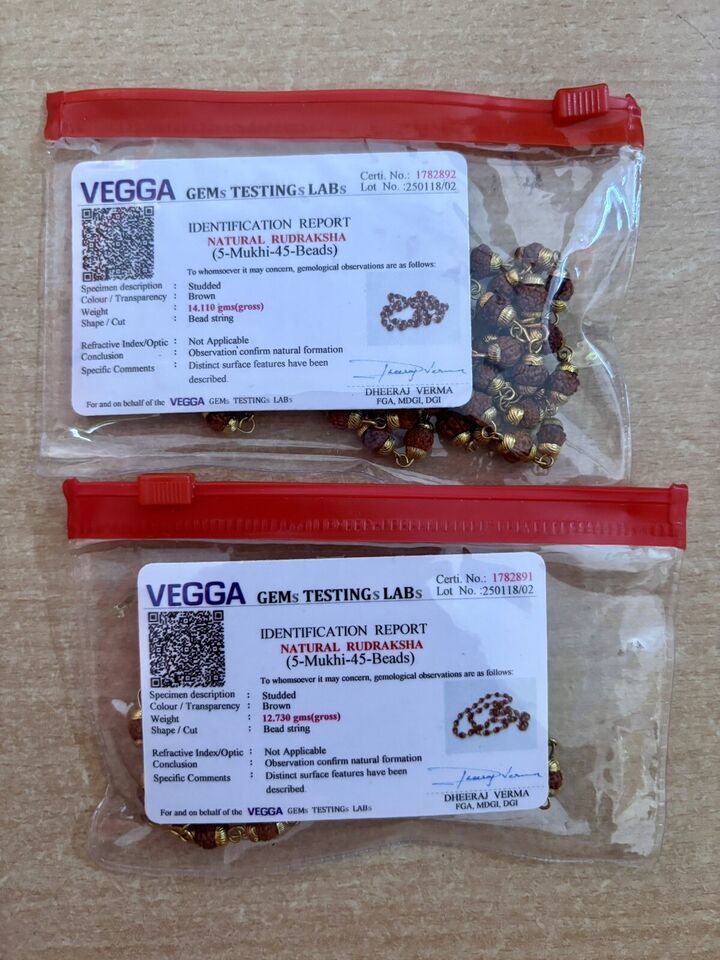 VEGGA GEMs TESTINGs LABs
Certi. No.: 1782892
Lot No. :250118/02
IDENTIFICATION REPORT
NATURAL RUDRAKSHA
(5-Mukhi-45-Beads)
To whomsoever it may concern, gemological observations are as follows:
Specimen description : Studded
Colour / Transparency : Brown
Weight : 14.110 gms(gross)
Shape / Cut : Bead string
Refractive Index/Optic : Not Applicable
Conclusion : Observation confirm natural formation
Specific Comments : Distinct surface features have been
described.
DHEERAJ VERMA
FGA, MDGI, DGI
For and on behalf of the VEGGA GEMs TESTINGs LABs
VEGGA GEMs TESTINGs LABs
Certi. No.: 1782891
Lot No. :250118/02
IDENTIFICATION REPORT
NATURAL RUDRAKSHA
(5-Mukhi-45-Beads)
To whomsoever it may concern, gemological observations are as follows:
Specimen description : Studded
Colour / Transparency : Brown
Weight : 12.730 gms(gross)
Shape / Cut : Bead string
Refractive Index/Optic : Not Applicable
Conclusion : Observation confirm natural formation
Specific Comments : Distinct surface features have been
described.
DHEERAJ VERMA
FGA, MDGI, DGI
For and on behalf of the VEGGA GEMs TESTINGs LABs